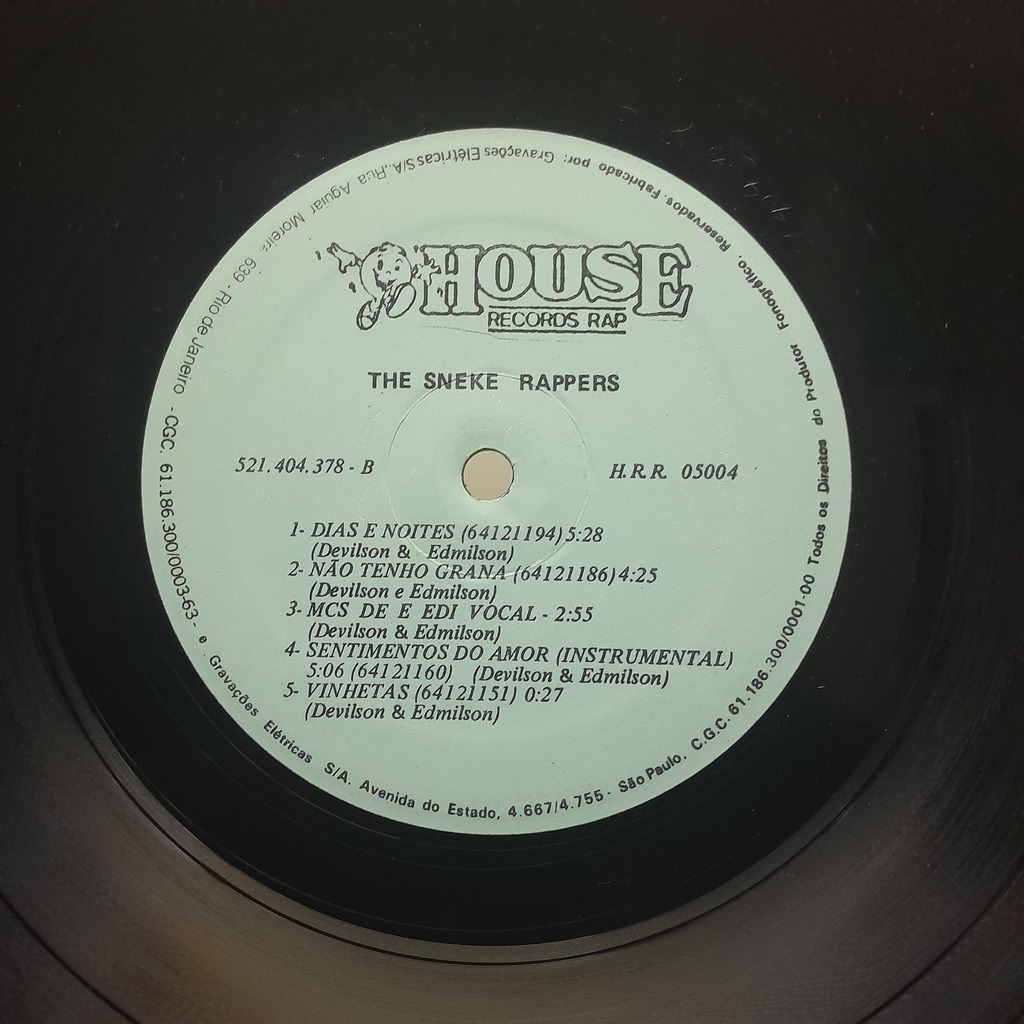 HOUSE
RECORDS RAP
THE SNEKE RAPPERS
521.404.378 - B
H.R.R. 05004
1- DIAS E NOITES (64121194) 5:28
(Devilson & Edmilson)
2- NÃO TENHO GRANA (64121186) 4:25
(Devilson e Edmilson)
3- MCS DE E EDI VOCAL - 2:55
(Devilson & Edmilson)
4- SENTIMENTOS DO AMOR (INSTRUMENTAL)
5:06 (64121160) (Devilson & Edmilson)
5- VINHETAS (64121151) 0:27
(Devilson & Edmilson)
Fabricado por: Gravações Elétricas S/A., Rua Aguiar Moreira 639 - Rio de Janeiro - CGC. 61.186.300/0003-63 - e Gravações Elétricas S/A. Avenida do Estado, 4.667/4.755 - São Paulo. C.G.C. 61.186.300/0001-00 Todos os Direitos do Produtor Fonográfico, Reservados.